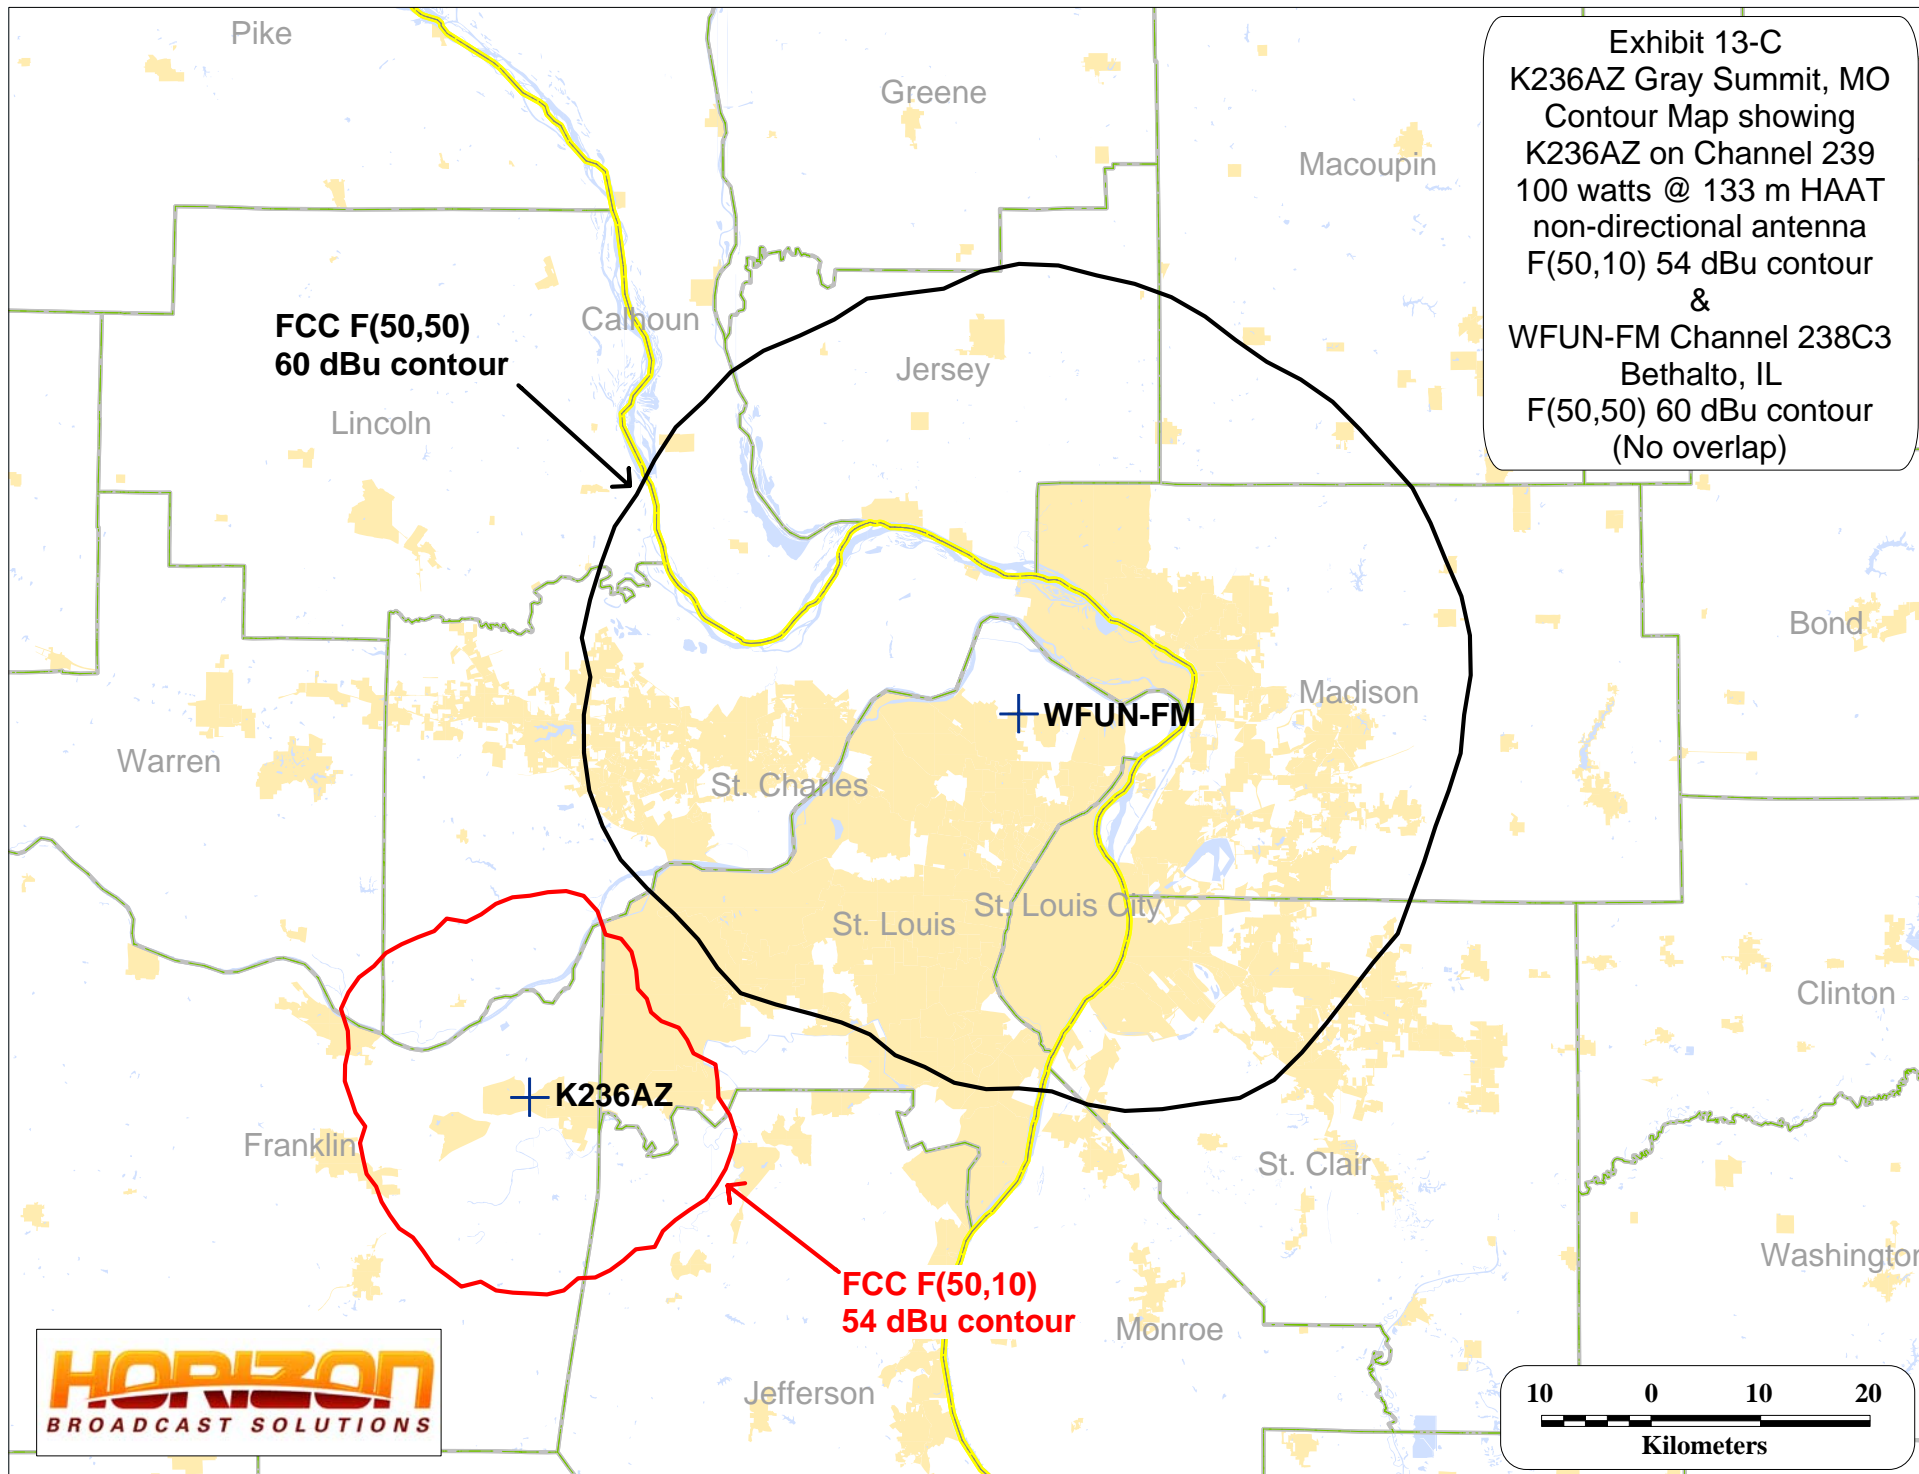 Exhibit 13-C
K236AZ Gray Summit, MO
Contour Map showing
K236AZ on Channel 239
100 watts @ 133 m HAAT
non-directional antenna
F(50,10) 54 dBu contour
&
WFUN-FM Channel 238C3
Bethalto, IL
F(50,50) 60 dBu contour
(No overlap)
Pike
Greene
Macoupin
Calhoun
FCC F(50,50)
60 dBu contour
Jersey
Lincoln
Bond
Madison
WFUN-FM
Warren
St. Charles
St. Louis City
St. Louis
Clinton
K236AZ
Franklin
St. Clair
Washington
FCC F(50,10)
54 dBu contour
Monroe
Jefferson
HORIZON
BROADCAST SOLUTIONS
10 0 10 20
Kilometers